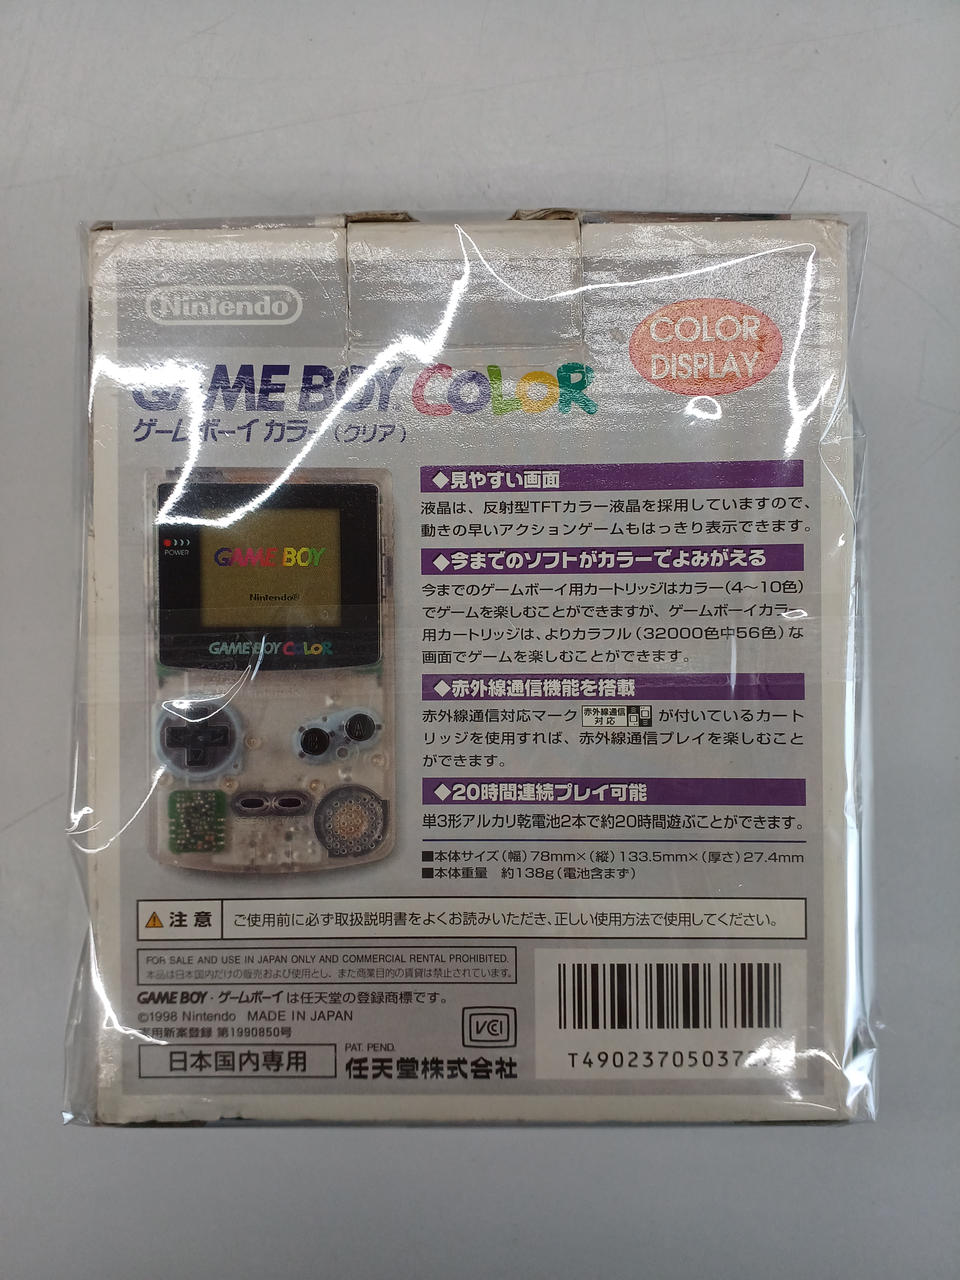 Nintendo
COLOR
DISPLAY
GAME BOY COLOR
ゲームボーイカラー(クリア)
◆見やすい画面
液晶は、反射型TFTカラー液晶を採用していますので、
動きの早いアクションゲームもはっきり表示できます。
◆今までのソフトがカラーでよみがえる
今までのゲームボーイ用カートリッジはカラー(4〜10色)
でゲームを楽しむことができますが、ゲームボーイカラー
用カートリッジは、よりカラフル(32000色中56色)な
画面でゲームを楽しむことができます。
◆赤外線通信機能を搭載
赤外線通信対応マーク 赤外線通信対応 が付いているカート
リッジを使用すれば、赤外線通信プレイを楽しむこと
ができます。
◆20時間連続プレイ可能
単3形アルカリ乾電池2本で約20時間遊ぶことができます。
■本体サイズ(幅)78mm×(縦)133.5mm×(厚さ)27.4mm
■本体重量 約138g(電池含まず)
POWER
GAME BOY
Nintendo®
GAME BOY COLOR
B A
注意 ご使用前に必ず取扱説明書をよくお読みいただき、正しい使用方法で使用してください。
FOR SALE AND USE IN JAPAN ONLY AND COMMERCIAL RENTAL PROHIBITED.
本品は日本国内だけの販売および使用とし、また商業目的の賃貸は禁止されています。
GAME BOY・ゲームボーイは任天堂の登録商標です。
©1998 Nintendo MADE IN JAPAN
実用新案登録 第1990850号
VCI
日本国内専用
PAT. PEND.
任天堂株式会社
T49023705037